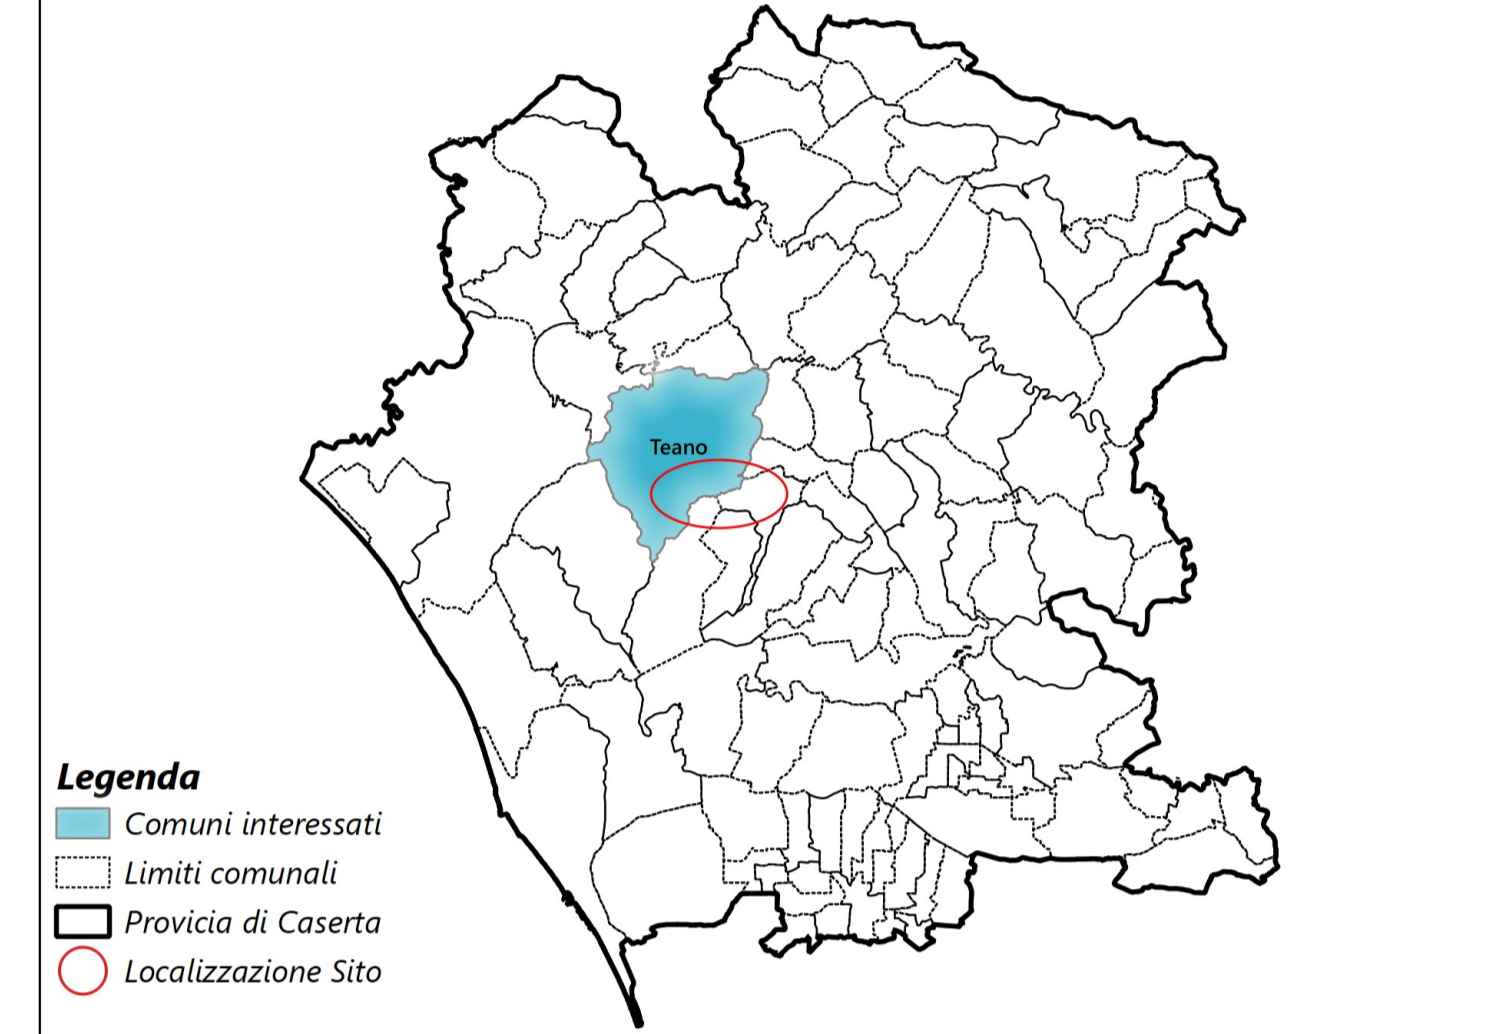 Teano
Legenda
Comuni interessati
Limiti comunali
Provicia di Caserta
Localizzazione Sito